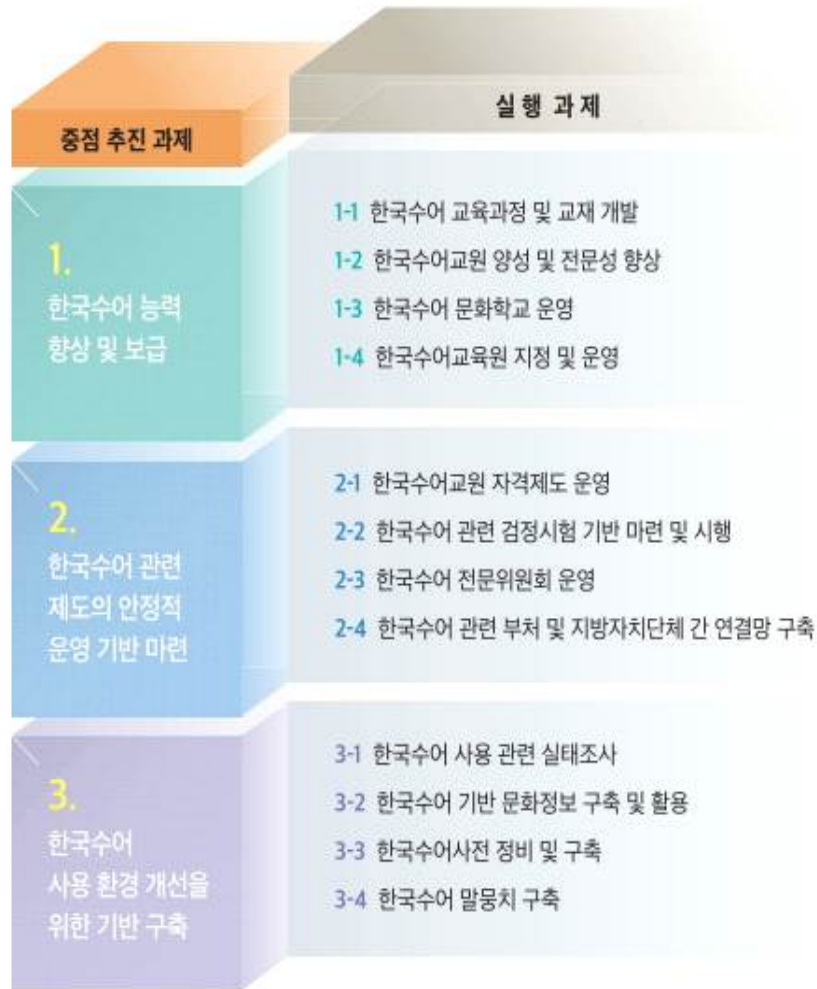 중점 추진 과제
실행 과제
1.
한국수어 능력
향상 및 보급
1-1 한국수어 교육과정 및 교재 개발
1-2 한국수어교원 양성 및 전문성 향상
1-3 한국수어 문화학교 운영
1-4 한국수어교육원 지정 및 운영
2.
한국수어 관련
제도의 안정적
운영 기반 마련
2-1 한국수어교원 자격제도 운영
2-2 한국수어 관련 검정시험 기반 마련 및 시행
2-3 한국수어 전문위원회 운영
2-4 한국수어 관련 부처 및 지방자치단체 간 연결망 구축
3.
한국수어
사용 환경 개선을
위한 기반 구축
3-1 한국수어 사용 관련 실태조사
3-2 한국수어 기반 문화정보 구축 및 활용
3-3 한국수어사전 정비 및 구축
3-4 한국수어 말뭉치 구축